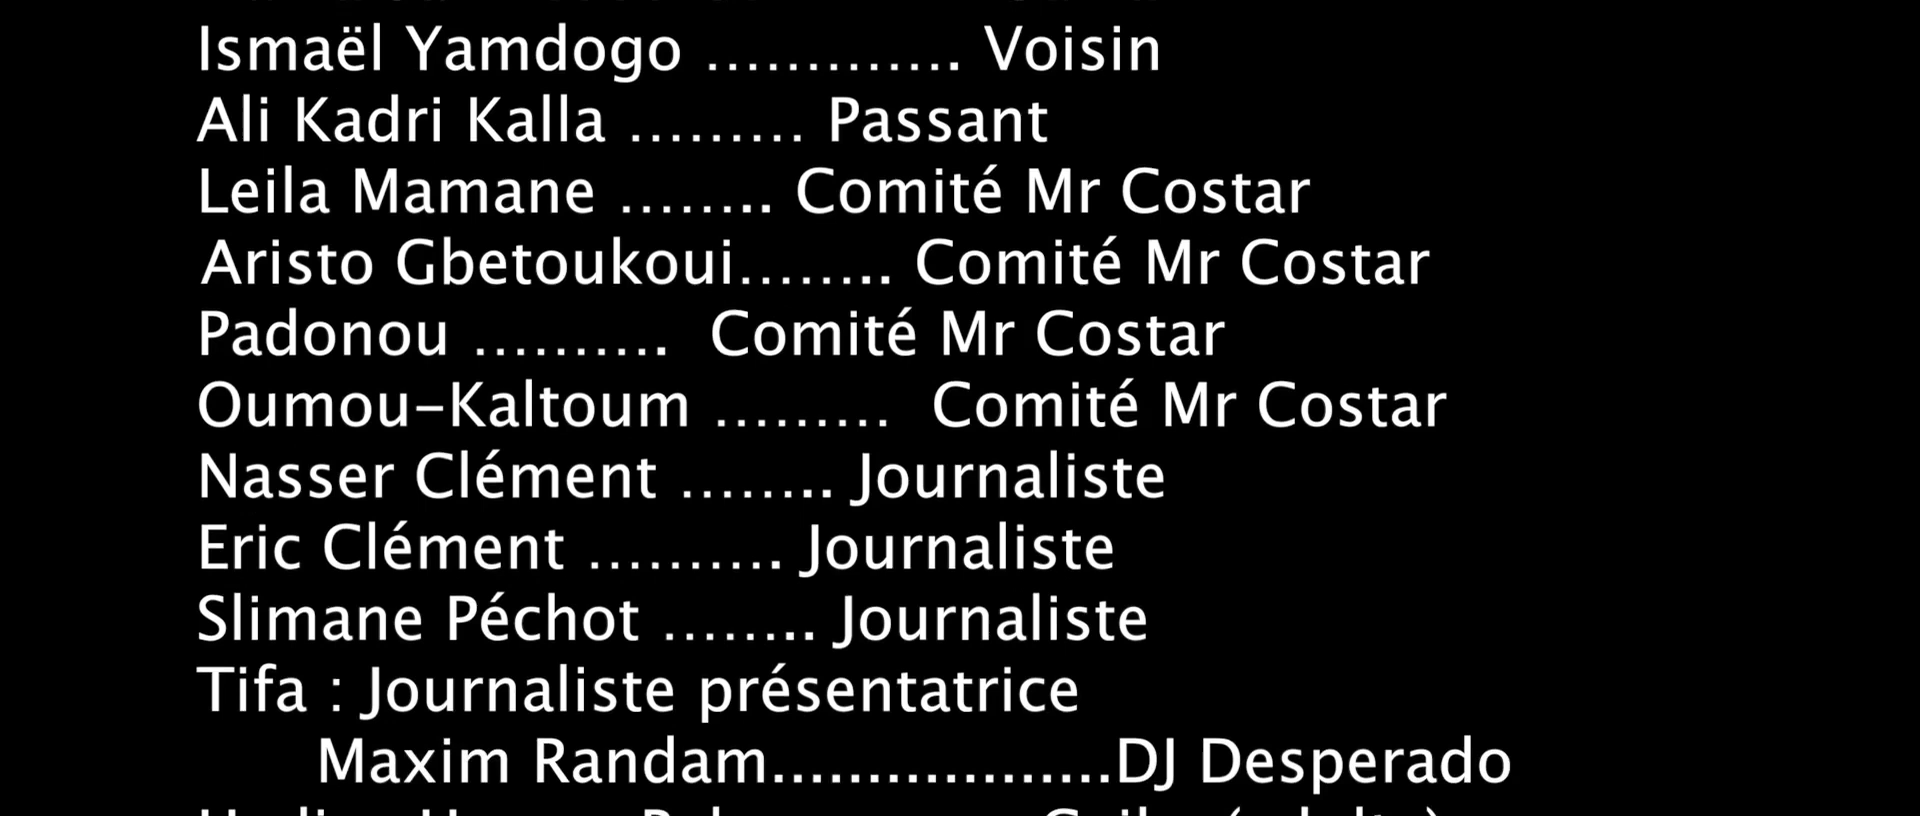 Ismaël Yamdogo ............. Voisin
Ali Kadri Kalla ......... Passant
Leila Mamane ........ Comité Mr Costar
Aristo Gbetoukoui........ Comité Mr Costar
Padonou .......... Comité Mr Costar
Oumou-Kaltoum ......... Comité Mr Costar
Nasser Clément ........ Journaliste
Eric Clément .......... Journaliste
Slimane Péchot ........ Journaliste
Tifa : Journaliste présentatrice
Maxim Randam..................DJ Desperado